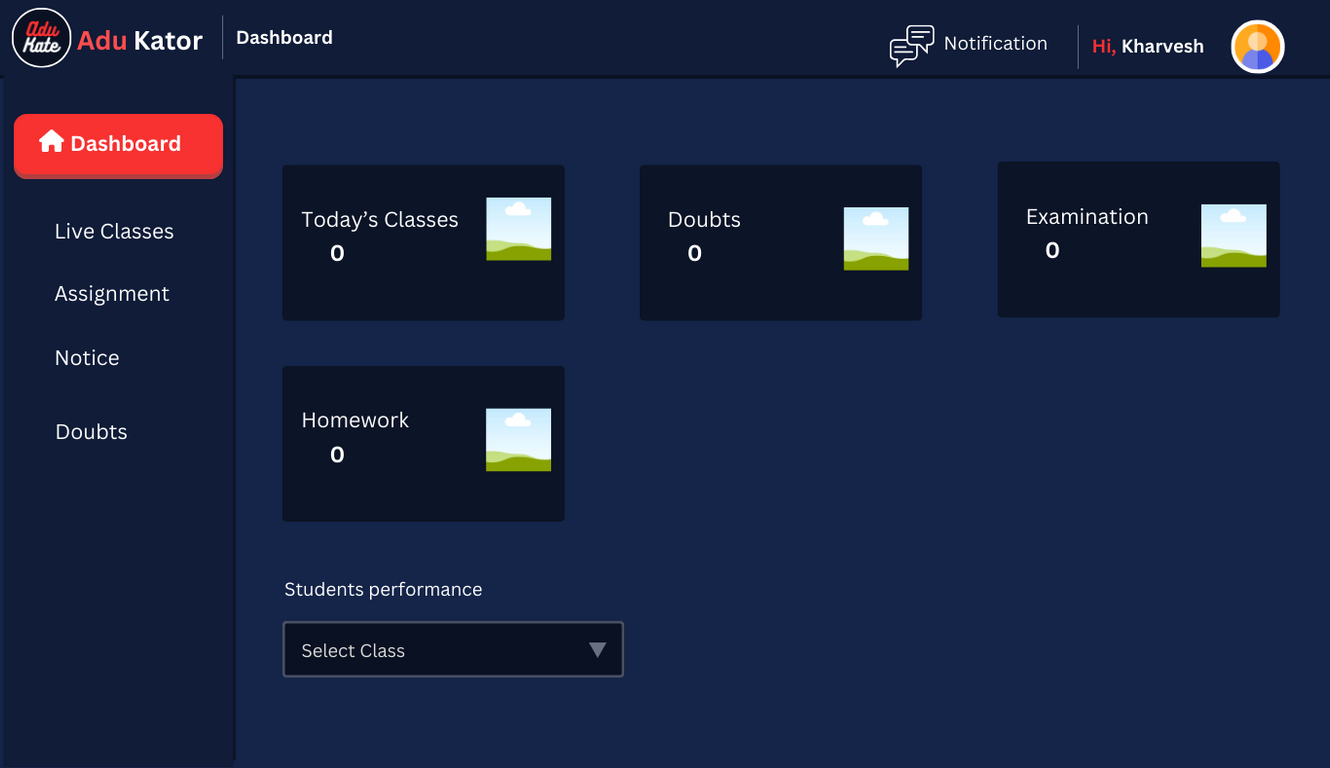 Adu
Kate
Adu Kator
Dashboard
Notification
Hi, Kharvesh
Dashboard
Live Classes
Assignment
Notice
Doubts
Today’s Classes
0
Doubts
0
Examination
0
Homework
0
Students performance
Select Class